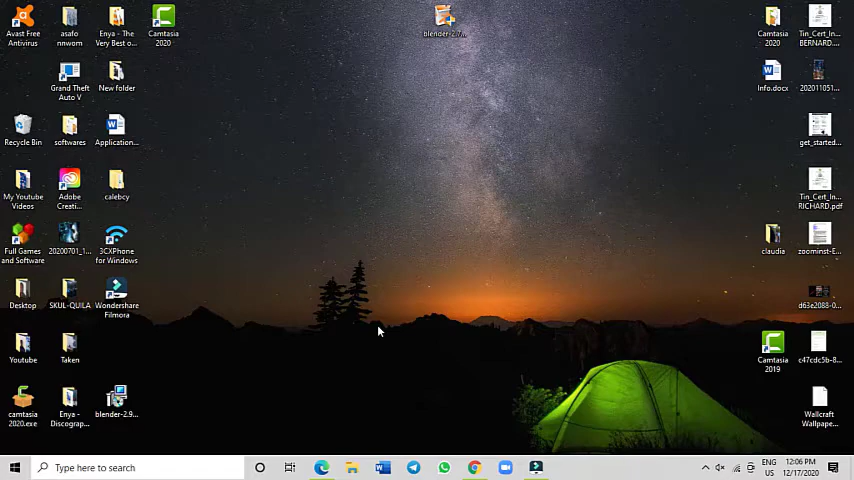 Avast Free
Antivirus
asafo
nnwom
Enya - The
Very Best o...
Camtasia
2020
blender-2.7...
Camtasia
2020
Tin_Cert_In...
BERNARD....
Grand Theft
Auto V
New folder
Info.docx
202011051...
Recycle Bin
softwares
Application...
get_started...
My Youtube
Videos
Adobe
Creati...
calebcy
Tin_Cert_In...
RICHARD.pdf
Full Games
and Software
20200701_1...
3CXPhone
for Windows
claudia
zoominst-E...
Desktop
SKUL-QUILA
Wondershare
Filmora
d63e2088-0...
Youtube
Taken
Camtasia
2019
c47cdc5b-8...
camtasia
2020.exe
Enya -
Discograp...
blender-2.9...
Wallcraft
Wallpape...
Type here to search
ENG
US
12:06 PM
12/17/2020